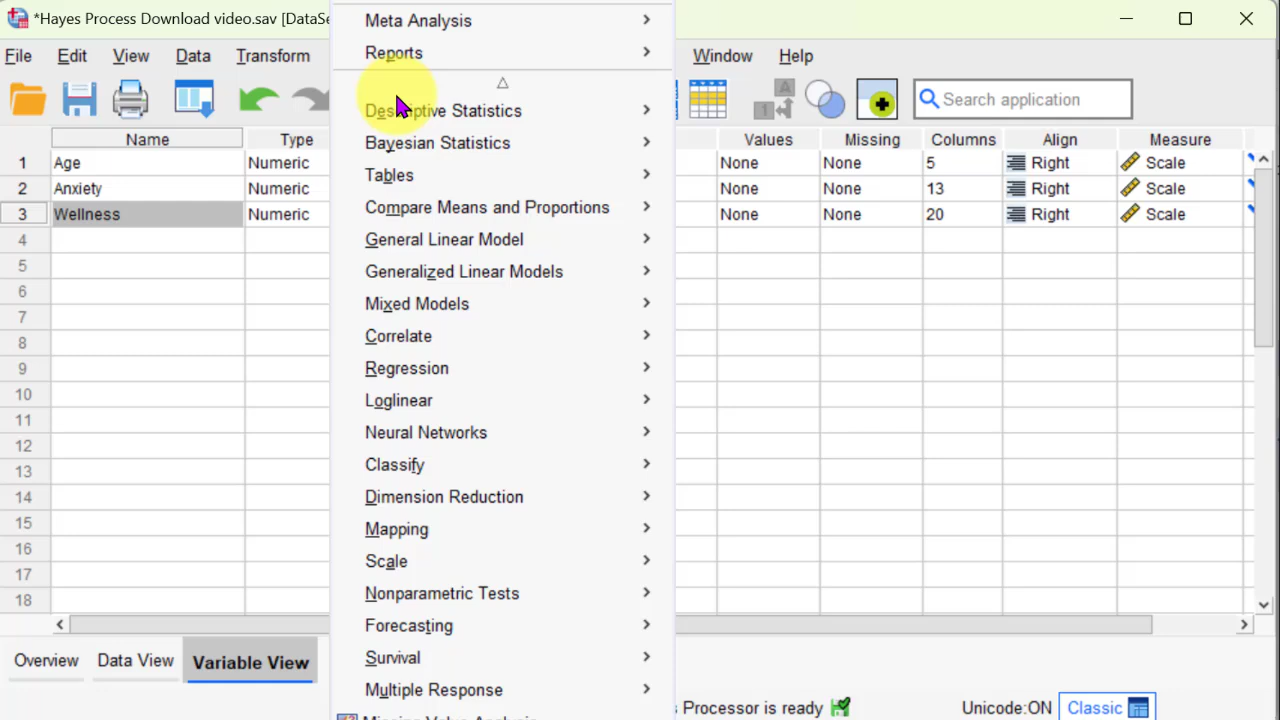 *Hayes Process Download video.sav [DataSe
File Edit View Data Transform Window Help
Search application
Meta Analysis
Reports
Descriptive Statistics
Bayesian Statistics
Tables
Compare Means and Proportions
General Linear Model
Generalized Linear Models
Mixed Models
Correlate
Regression
Loglinear
Neural Networks
Classify
Dimension Reduction
Mapping
Scale
Nonparametric Tests
Forecasting
Survival
Multiple Response
Missing Value Analysis
Name Type Values Missing Columns Align Measure
1 Age Numeric None None 5 Right Scale
2 Anxiety Numeric None None 13 Right Scale
3 Wellness Numeric None None 20 Right Scale
4
5
6
7
8
9
10
11
12
13
14
15
16
17
18
Overview Data View Variable View
Processor is ready Unicode:ON Classic